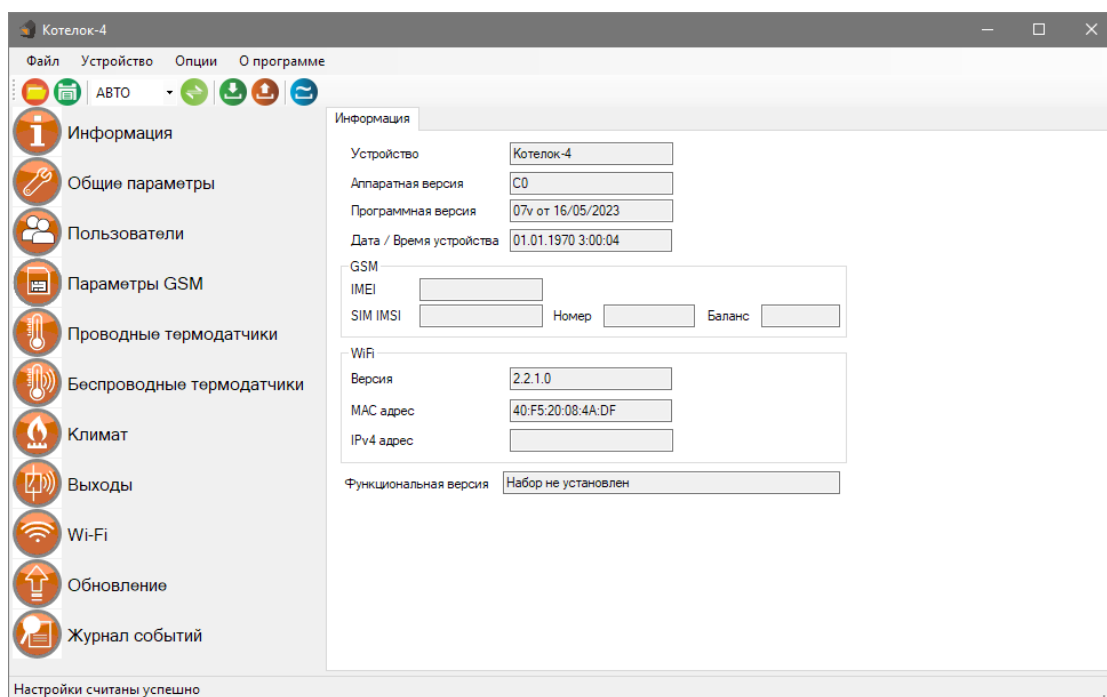 Котелок-4
Файл Устройство Опции О программе
АВТО
Информация
Общие параметры
Пользователи
Параметры GSM
Проводные термодатчики
Беспроводные термодатчики
Климат
Выходы
Wi-Fi
Обновление
Журнал событий
Информация
Устройство Котелок-4
Аппаратная версия C0
Программная версия 07v от 16/05/2023
Дата / Время устройства 01.01.1970 3:00:04
GSM
IMEI
SIM IMSI Номер Баланс
WiFi
Версия 2.2.1.0
MAC адрес 40:F5:20:08:4A:DF
IPv4 адрес
Функциональная версия Набор не установлен
Настройки считаны успешно